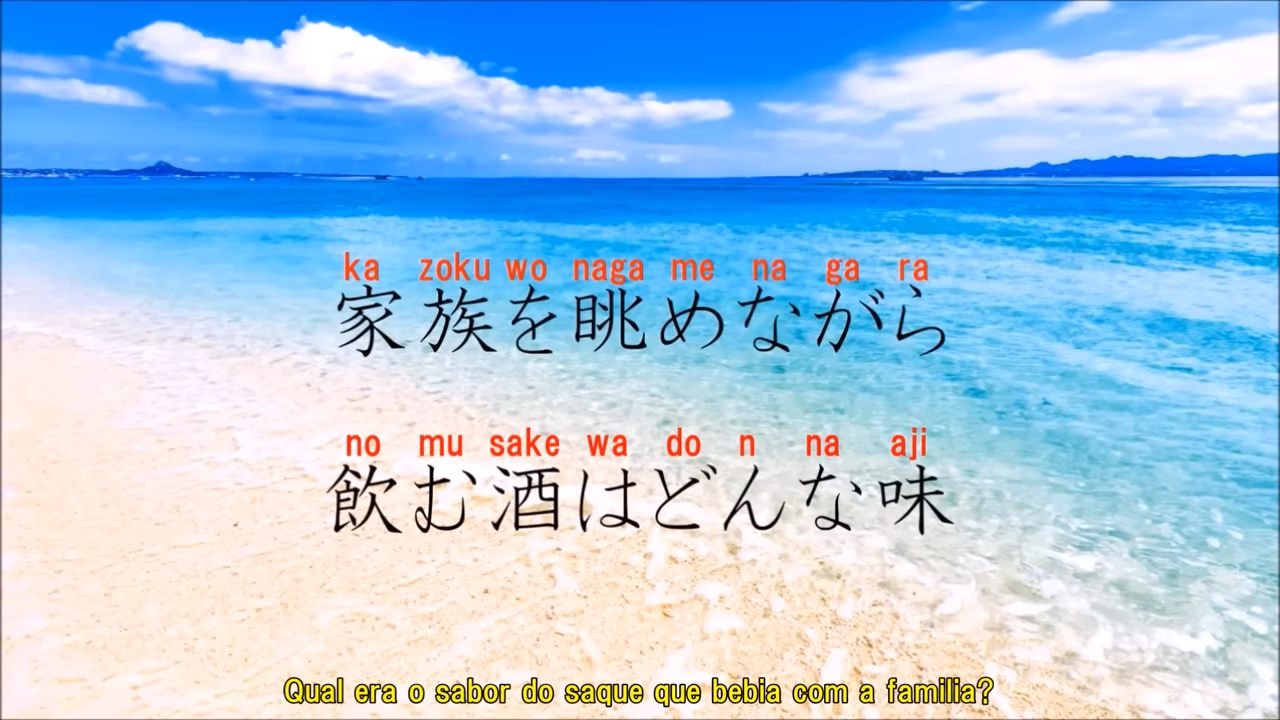 ka zoku wo naga me na ga ra
家族を眺めながら
no mu sake wa do n na aji
飲む酒はどんな味
Qual era o sabor do saque que bebia com a familia?